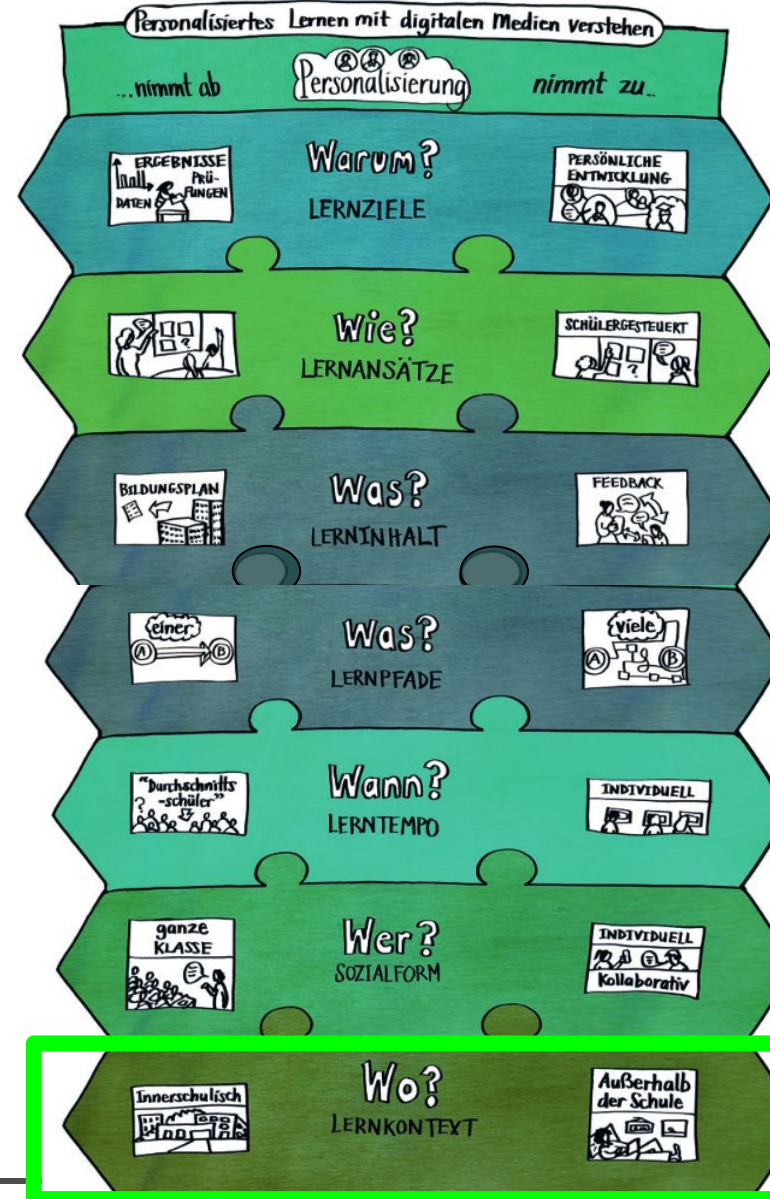 Personalisiertes Lernen mit digitalen Medien verstehen
...nimmt ab
Personalisierung
nimmt zu..
ERGEBNISSE
PRÜ-
FUNGEN
DATEN
Warum?
LERNZIELE
PERSÖNLICHE
ENTWICKLUNG
?
Wie?
LERNANSÄTZE
SCHÜLERGESTEUERT
?
BILDUNGSPLAN
Was?
LERNINHALT
FEEDBACK
einer
A
B
Was?
LERNPFADE
viele
A
B
"Durchschnitts
-schüler"
?
Wann?
LERNTEMPO
INDIVIDUELL
ganze
KLASSE
Wer?
SOZIALFORM
INDIVIDUELL
Kollaborativ
Innerschulisch
Wo?
LERNKONTEXT
Außerhalb
der Schule